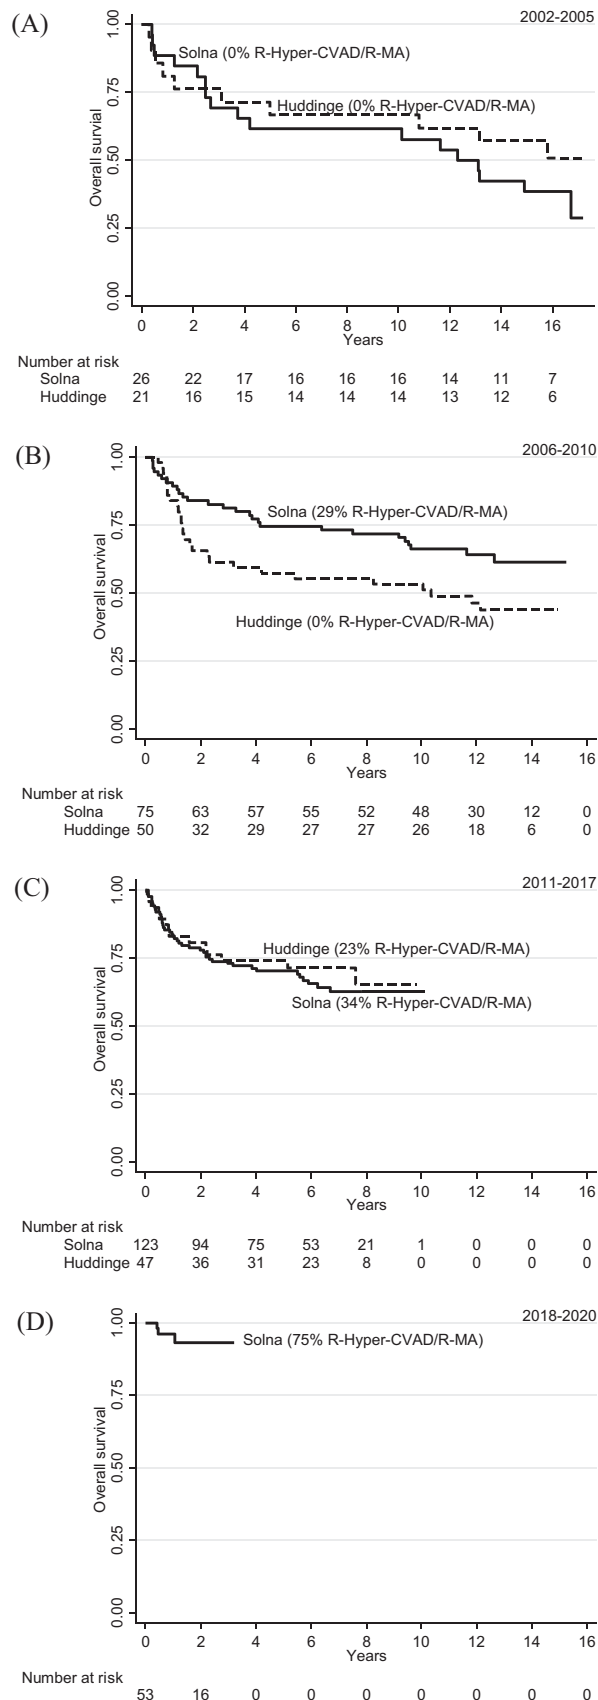 (A)
2002-2005
Overall survial
1.00
0.75
0.50
0.25
0.00
Solna (0% R-Hyper-CVAD/R-MA)
Huddinge (0% R-Hyper-CVAD/R-MA)
0 2 4 6 8 10 12 14 16
Years
Number at risk
Solna 26 22 17 16 16 16 14 11 7
Huddinge 21 16 15 14 14 14 13 12 6
(B)
2006-2010
Overall survival
1.00
0.75
0.50
0.25
0.00
Solna (29% R-Hyper-CVAD/R-MA)
Huddinge (0% R-Hyper-CVAD/R-MA)
0 2 4 6 8 10 12 14 16
Years
Number at risk
Solna 75 63 57 55 52 48 30 12 0
Huddinge 50 32 29 27 27 26 18 6 0
(C)
2011-2017
Overall survival
1.00
0.75
0.50
0.25
0.00
Huddinge (23% R-Hyper-CVAD/R-MA)
Solna (34% R-Hyper-CVAD/R-MA)
0 2 4 6 8 10 12 14 16
Years
Number at risk
Solna 123 94 75 53 21 1 0 0 0
Huddinge 47 36 31 23 8 0 0 0 0
(D)
2018-2020
Overall survival
1.00
0.75
0.50
0.25
0.00
Solna (75% R-Hyper-CVAD/R-MA)
0 2 4 6 8 10 12 14 16
Years
Number at risk
53 16 0 0 0 0 0 0 0